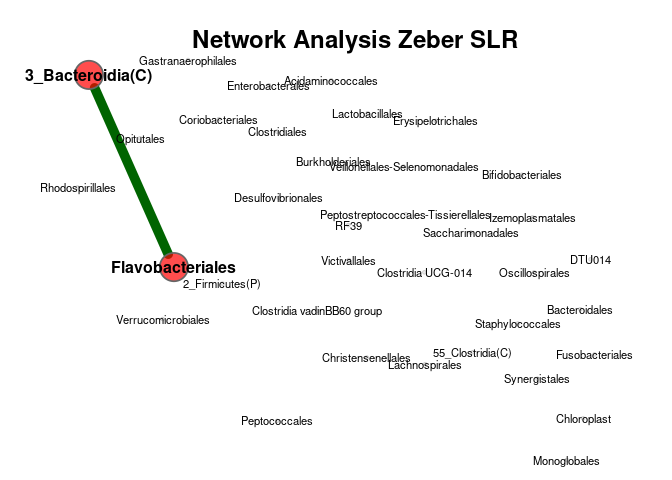 Network Analysis Zeber SLR
Gastranaerophilales
3_Bacteroidia(C)
Acidaminococcales
Enterobacterales
Lactobacillales
Coriobacteriales
Erysipelotrichales
Clostridiales
Opitutales
Burkholderiales
Veillonellales-Selenomonadales
Bifidobacteriales
Rhodospirillales
Desulfovibrionales
Peptostreptococcales-Tissierellales
Izemoplasmatales
RF39
Saccharimonadales
Victivallales
DTU014
Flavobacteriales
Clostridia UCG-014
Oscillospirales
2_Firmicutes(P)
Clostridia vadinBB60 group
Bacteroidales
Verrucomicrobiales
Staphylococcales
55_Clostridia(C)
Fusobacteriales
Christensenellales
Lachnospirales
Synergistales
Peptococcales
Chloroplast
Monoglobales